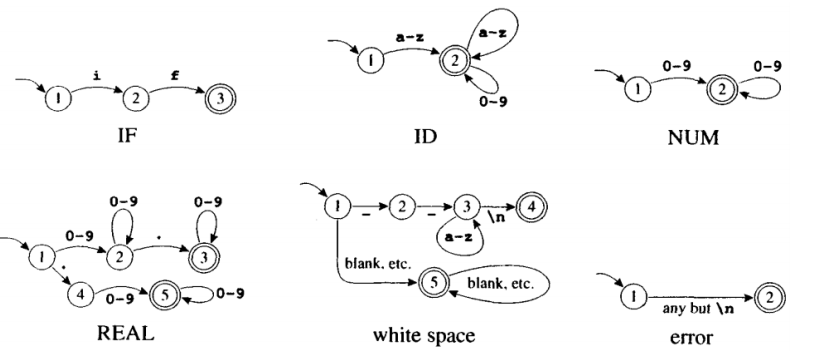 i f
1 2 3
IF
a-z a-z
1 2
0-9
ID
0-9 0-9
1 2
NUM
0-9 0-9
0-9 .
1 2 3
.
4 0-9 5 0-9
REAL
1 - 2 - 3 \n 4
a-z
blank, etc.
5 blank, etc.
white space
1 2
any but \n
error